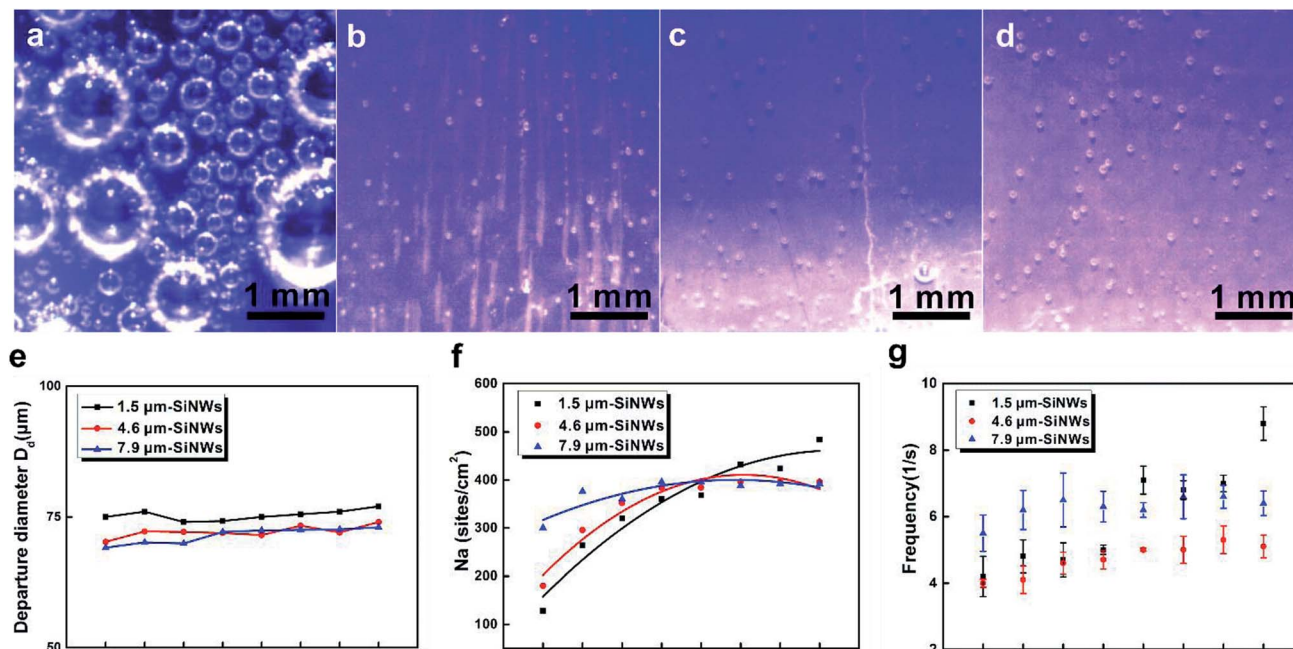 a
b
c
d
1 mm
1 mm
1 mm
1 mm
e
f
g
100
75
50
Departure diameter D_d(μm)
1.5 μm-SiNWs
4.6 μm-SiNWs
7.9 μm-SiNWs
600
500
400
300
200
100
Na (sites/cm²)
1.5 μm-SiNWs
4.6 μm-SiNWs
7.9 μm-SiNWs
10
8
6
4
2
Frequency(1/s)
1.5 μm-SiNWs
4.6 μm-SiNWs
7.9 μm-SiNWs